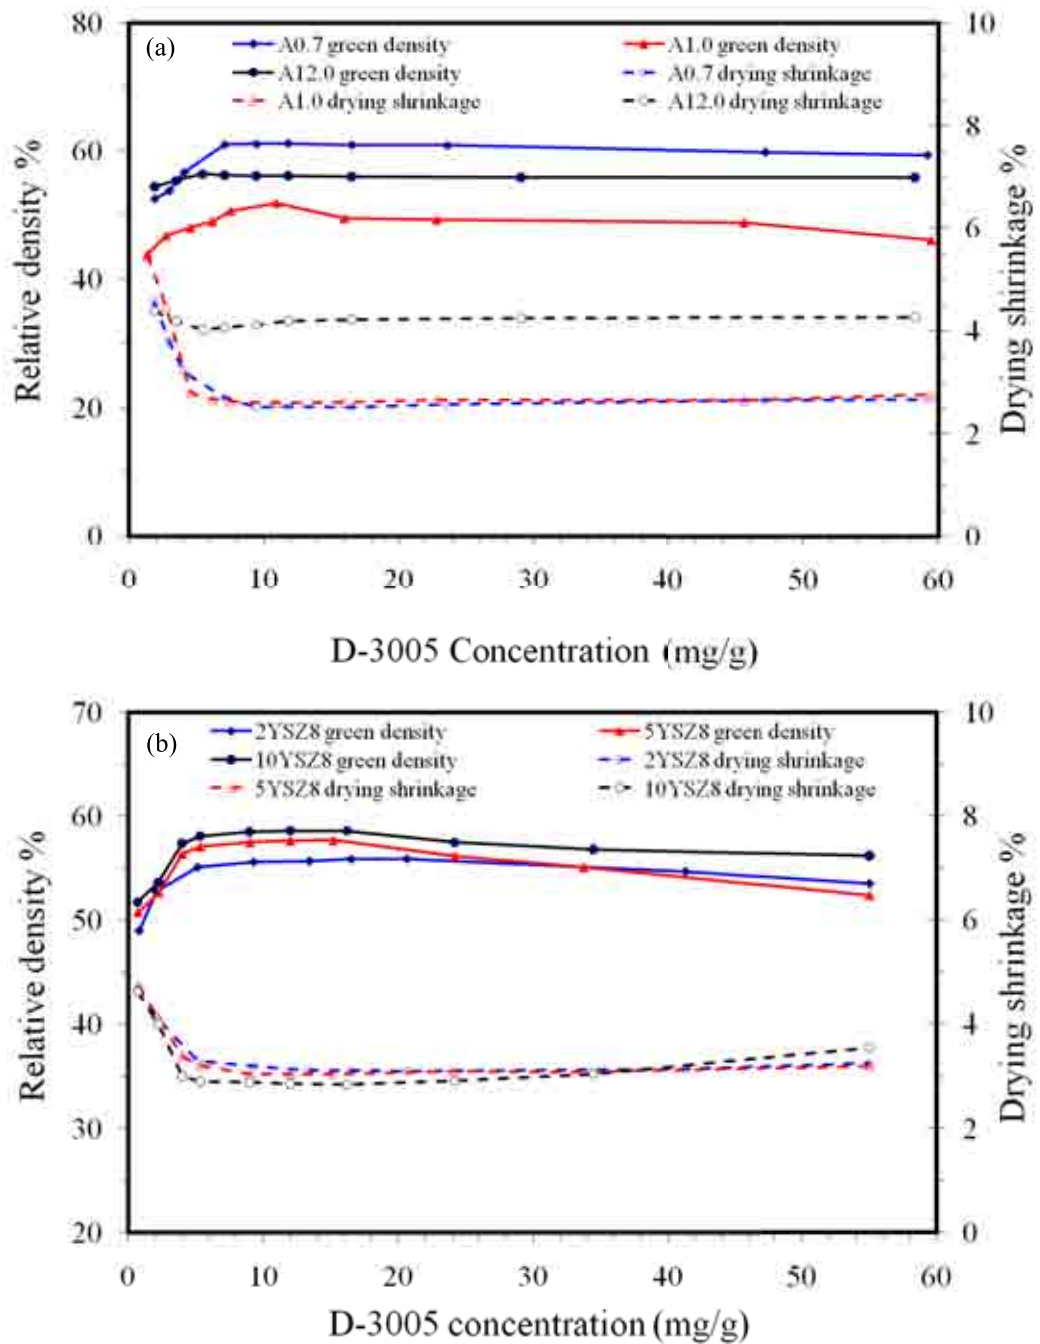 (a)
A0.7 green density
A1.0 green density
A12.0 green density
A0.7 drying shrinkage
A1.0 drying shrinkage
A12.0 drying shrinkage
80
60
40
20
0
Relative density %
10
8
6
4
2
0
Drying shirinkage %
0 10 20 30 40 50 60
D-3005 Concentration (mg/g)
(b)
2YSZ8 green density
5YSZ8 green density
10YSZ8 green density
2YSZ8 drying shrinkage
5YSZ8 drying shrinkage
10YSZ8 drying shrinkage
70
60
50
40
30
20
Relative density %
10
8
6
4
2
0
Drying shrinkage %
0 10 20 30 40 50 60
D-3005 concentration (mg/g)